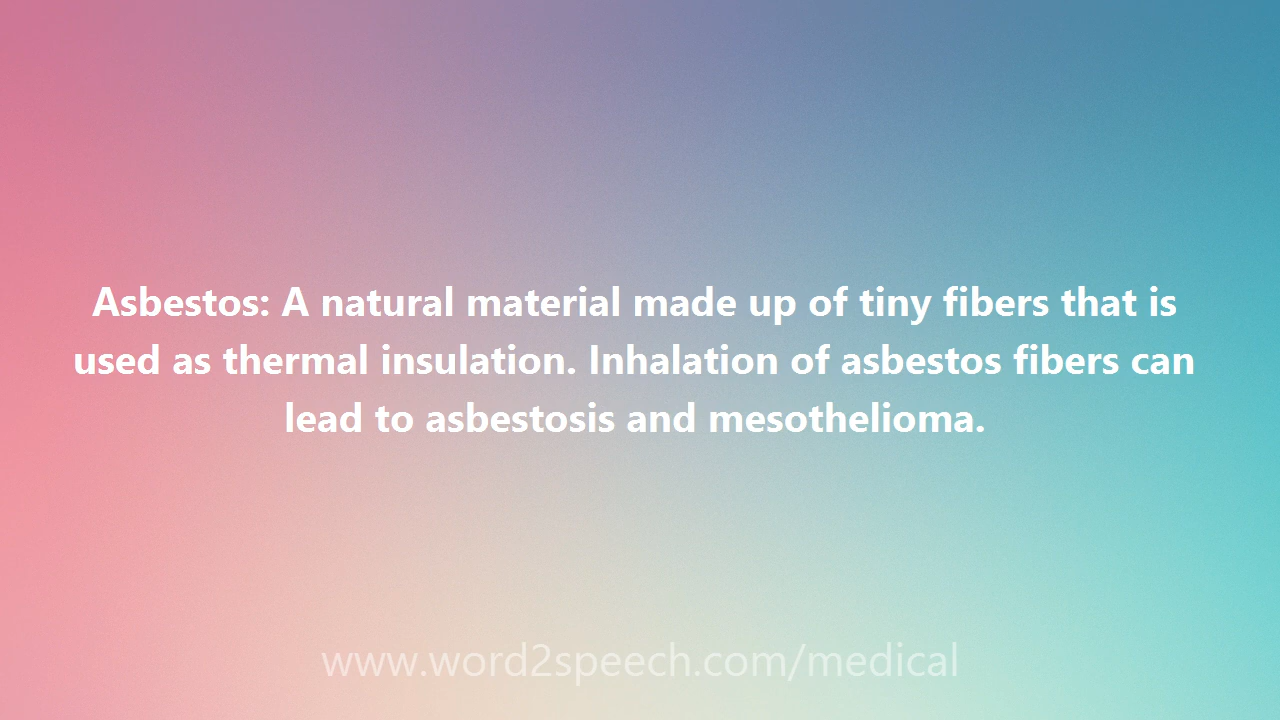 Asbestos: A natural material made up of tiny fibers that is
used as thermal insulation. Inhalation of asbestos fibers can
lead to asbestosis and mesothelioma.
www.word2speech.com/medical